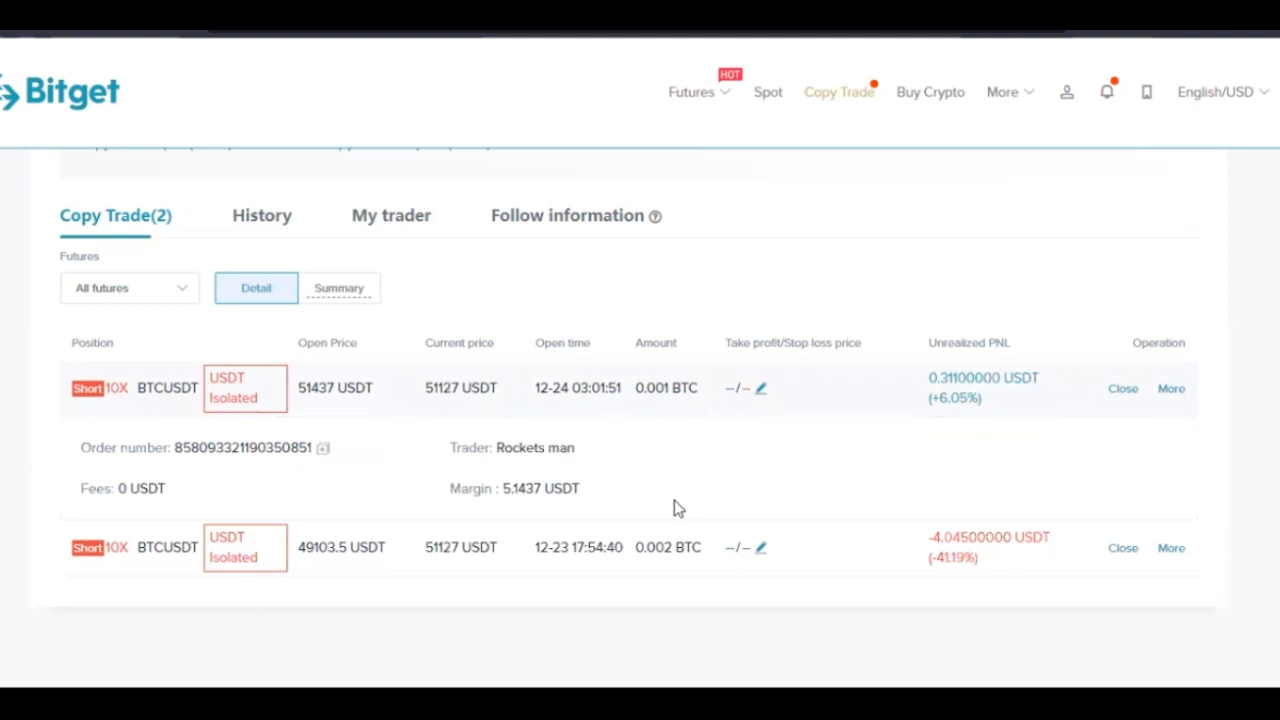 Bitget
HOT
Futures Spot Copy Trade Buy Crypto More English/USD
Copy Trade(2) History My trader Follow information
Futures
All futures Detail Summary
Position Open Price Current price Open time Amount Take profit/Stop loss price Unrealized PNL Operation
Short 10X BTCUSDT USDT Isolated 51437 USDT 51127 USDT 12-24 03:01:51 0.001 BTC --/-- 0.31100000 USDT (+6.05%) Close More
Order number: 858093321190350851 Trader: Rockets man
Fees: 0 USDT Margin : 5.1437 USDT
Short 10X BTCUSDT USDT Isolated 49103.5 USDT 51127 USDT 12-23 17:54:40 0.002 BTC --/-- -4.04500000 USDT (-41.19%) Close More